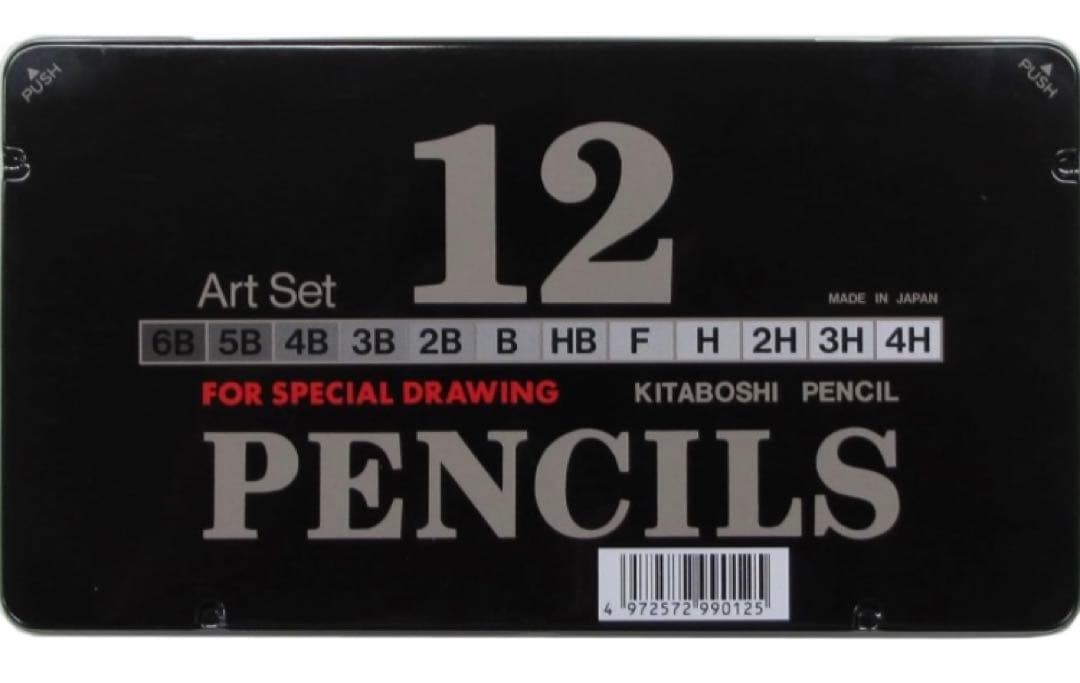 PUSH
PUSH
12
Art Set
MADE IN JAPAN
6B 5B 4B 3B 2B B HB F H 2H 3H 4H
FOR SPECIAL DRAWING
KITABOSHI PENCIL
PENCILS
4 972572 990125